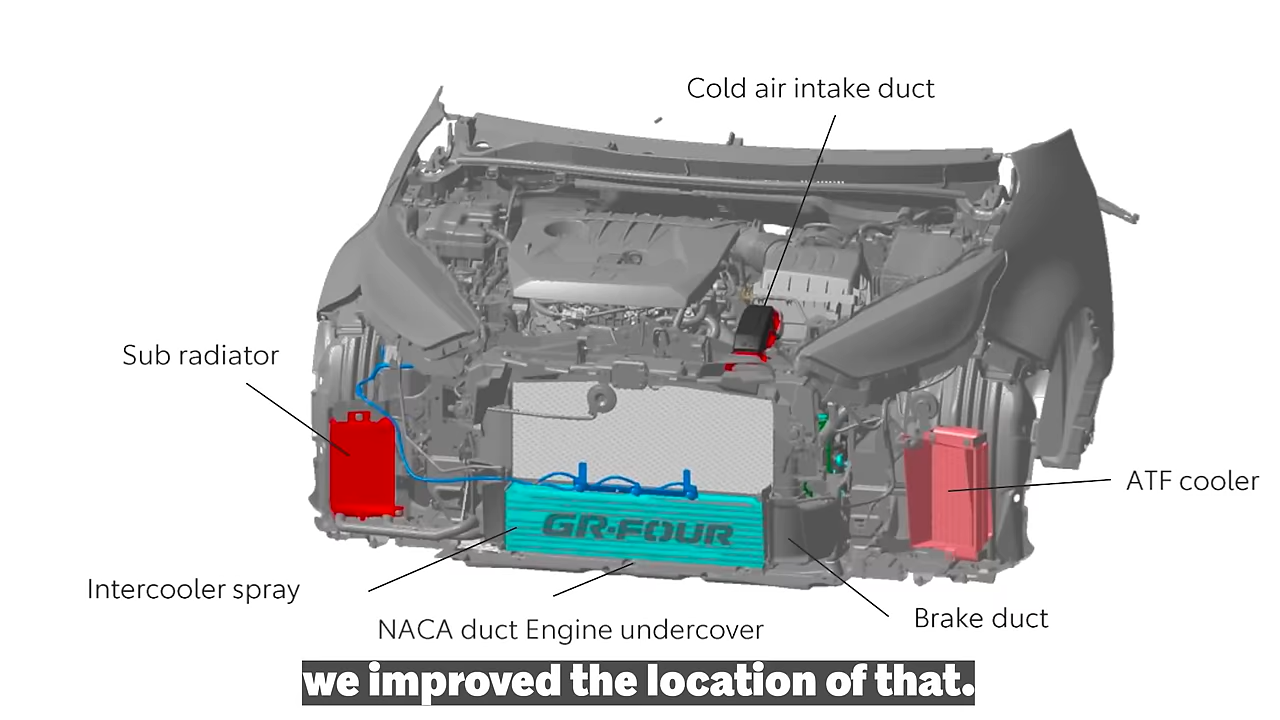 Cold air intake duct
Sub radiator
ATF cooler
GR-FOUR
Intercooler spray
NACA duct Engine undercover
Brake duct
we improved the location of that.